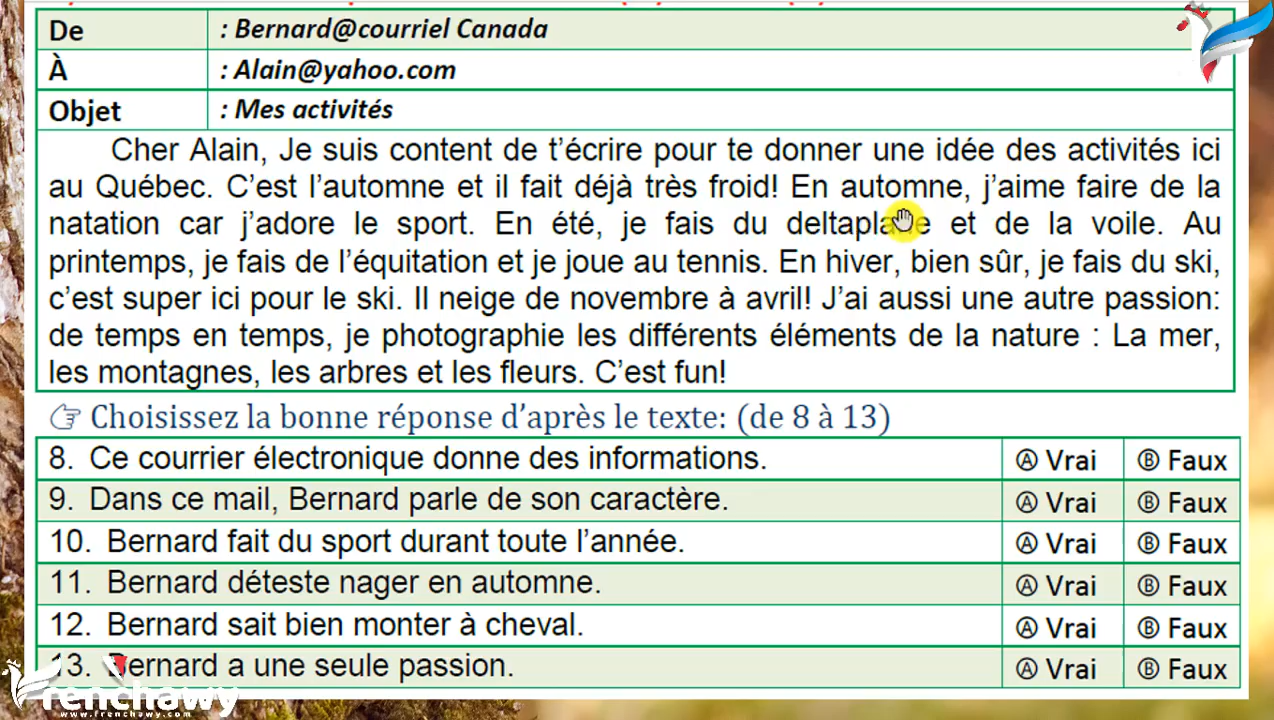 De : Bernard@courriel Canada
À : Alain@yahoo.com
Objet : Mes activités
Cher Alain, Je suis content de t’écrire pour te donner une idée des activités ici
au Québec. C’est l’automne et il fait déjà très froid! En automne, j’aime faire de la
natation car j’adore le sport. En été, je fais du deltaplane et de la voile. Au
printemps, je fais de l’équitation et je joue au tennis. En hiver, bien sûr, je fais du ski,
c’est super ici pour le ski. Il neige de novembre à avril! J’ai aussi une autre passion:
de temps en temps, je photographie les différents éléments de la nature : La mer,
les montagnes, les arbres et les fleurs. C’est fun!
☞ Choisissez la bonne réponse d’après le texte: (de 8 à 13)
8. Ce courrier électronique donne des informations. Ⓐ Vrai Ⓑ Faux
9. Dans ce mail, Bernard parle de son caractère. Ⓐ Vrai Ⓑ Faux
10. Bernard fait du sport durant toute l’année. Ⓐ Vrai Ⓑ Faux
11. Bernard déteste nager en automne. Ⓐ Vrai Ⓑ Faux
12. Bernard sait bien monter à cheval. Ⓐ Vrai Ⓑ Faux
13. Bernard a une seule passion. Ⓐ Vrai Ⓑ Faux
Frenchawy
www.frenchawy.com